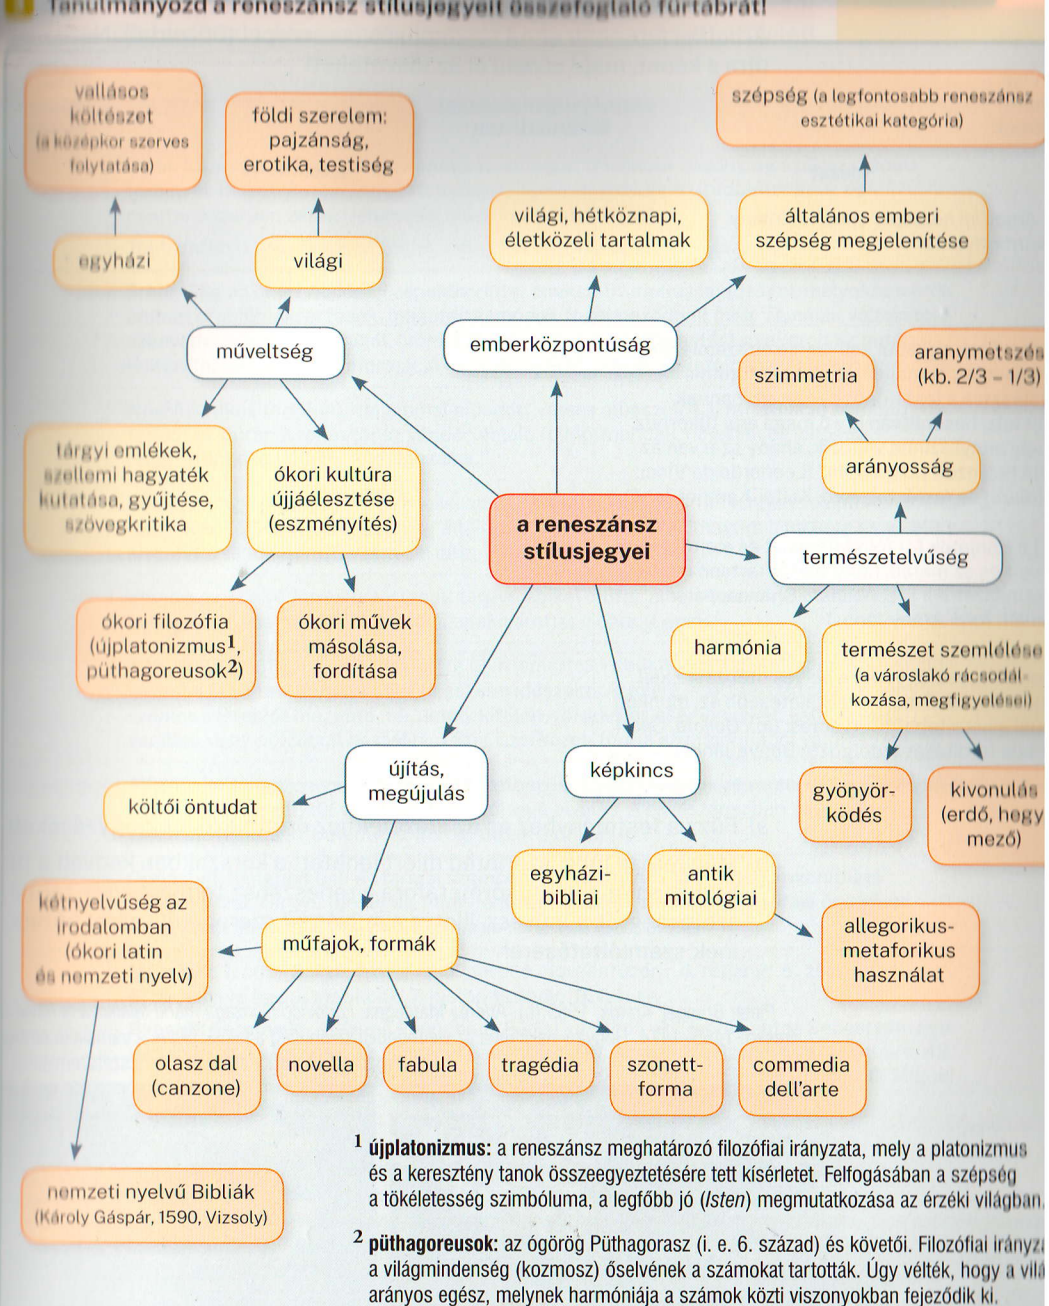 Tanulmányozd a reneszánsz stílusjegyeit összefoglaló fürtábrát!
vallásos
költészet
(a középkor szerves
folytatása)
földi szerelem:
pajzánság,
erotika, testiség
szépség (a legfontosabb reneszánsz
esztétikai kategória)
világi, hétköznapi,
életközeli tartalmak
általános emberi
szépség megjelenítése
egyházi
világi
műveltség
emberközpontúság
szimmetria
aranymetszés
(kb. 2/3 – 1/3)
tárgyi emlékek,
szellemi hagyaték
kutatása, gyűjtése,
szövegkritika
ókori kultúra
újjáélesztése
(eszményítés)
arányosság
a reneszánsz
stílusjegyei
természetelvűség
ókori filozófia
(újplatonizmus¹,
püthagoreusok²)
ókori művek
másolása,
fordítása
harmónia
természet szemlélése
(a városlakó rácsodál-
kozása, megfigyelései)
újítás,
megújulás
képkincs
költői öntudat
gyönyör-
ködés
kivonulás
(erdő, hegy
mező)
egyházi-
bibliai
antik
mitológiai
kétnyelvűség az
irodalomban
(ókori latin
és nemzeti nyelv)
műfajok, formák
allegorikus-
metaforikus
használat
olasz dal
(canzone)
novella
fabula
tragédia
szonett-
forma
commedia
dell'arte
nemzeti nyelvű Bibliák
(Károly Gáspár, 1590, Vizsoly)
¹ újplatonizmus: a reneszánsz meghatározó filozófiai irányzata, mely a platonizmus
és a keresztény tanok összeegyeztetésére tett kísérletet. Felfogásában a szépség
a tökéletesség szimbóluma, a legfőbb jó (Isten) megmutatkozása az érzéki világban.
² püthagoreusok: az ógörög Püthagorasz (i. e. 6. század) és követői. Filozófiai irányz
a világmindenség (kozmosz) őselvének a számokat tartották. Úgy vélték, hogy a vilá
arányos egész, melynek harmóniája a számok közti viszonyokban fejeződik ki.